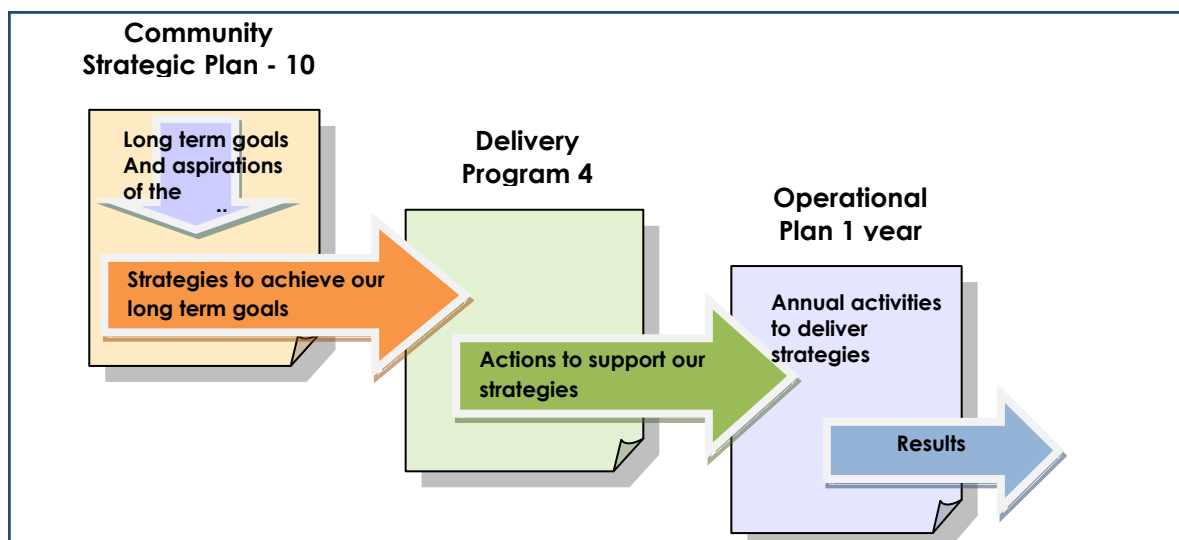 Community
Strategic Plan - 10
Long term goals
And aspirations
of the
Strategies to achieve our
long term goals
Delivery
Program 4
Actions to support our
strategies
Operational
Plan 1 year
Annual activities
to deliver
strategies
Results